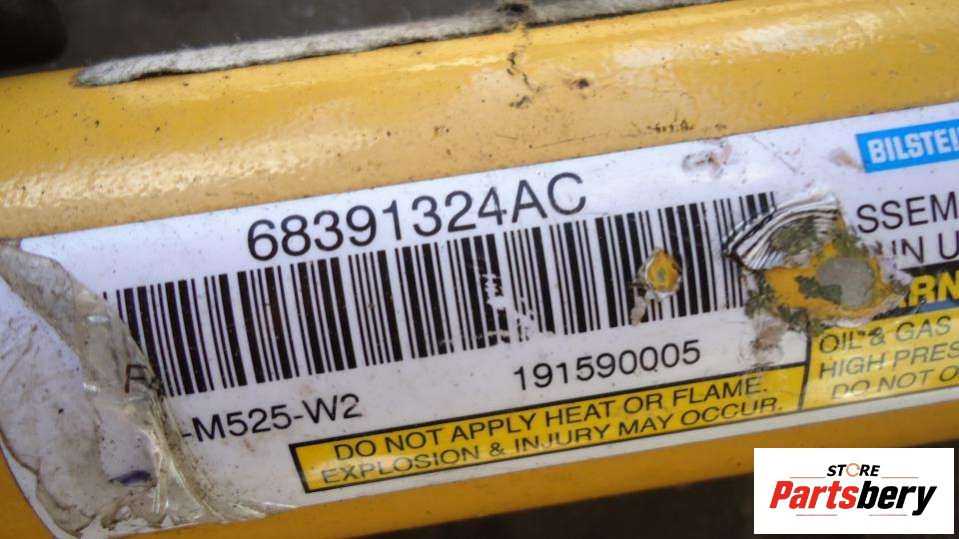 BILSTEI
68391324AC
SSEM
UN U
ARN
191590005
OIL & GAS
HIGH PRES
DO NOT O
-M525-W2
DO NOT APPLY HEAT OR FLAME.
EXPLOSION & INJURY MAY OCCUR.
STORE
Partsbery